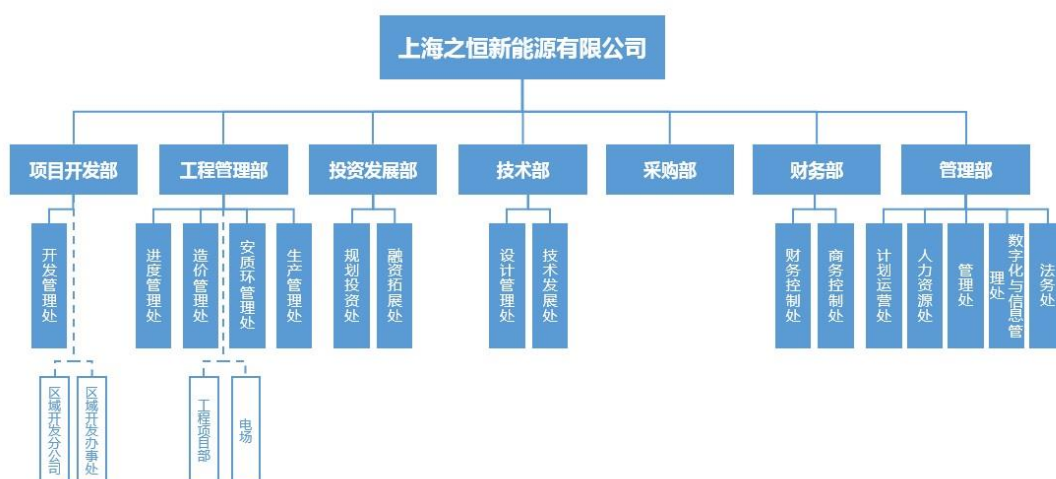 上海之恒新能源有限公司
项目开发部
工程管理部
投资发展部
技术部
采购部
财务部
管理部
开发管理处
进度管理处
造价管理处
安质环管理处
生产管理处
规划投资处
融资拓展处
设计管理处
技术发展处
财务控制处
商务控制处
计划运营处
人力资源处
管理处
数字化与信息管
理处
法务处
区域开发分公司
区域开发办事处
工程项目部
电场